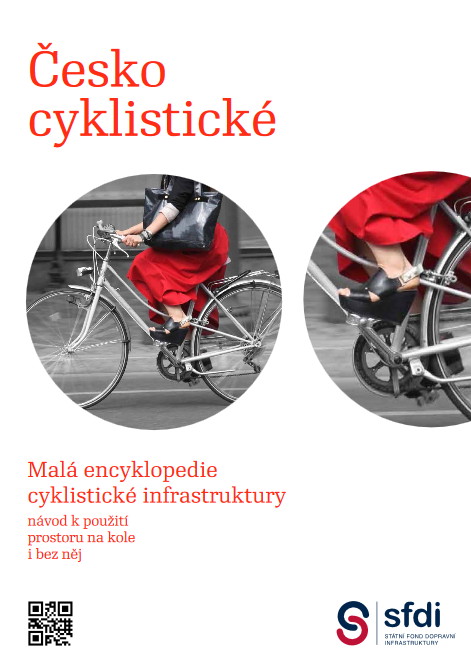 Česko
cyklistické
Malá encyklopedie
cyklistické infrastruktury
návod k použití
prostoru na kole
i bez něj
sfdi
STÁTNÍ FOND DOPRAVNÍ
INFRASTRUKTURY